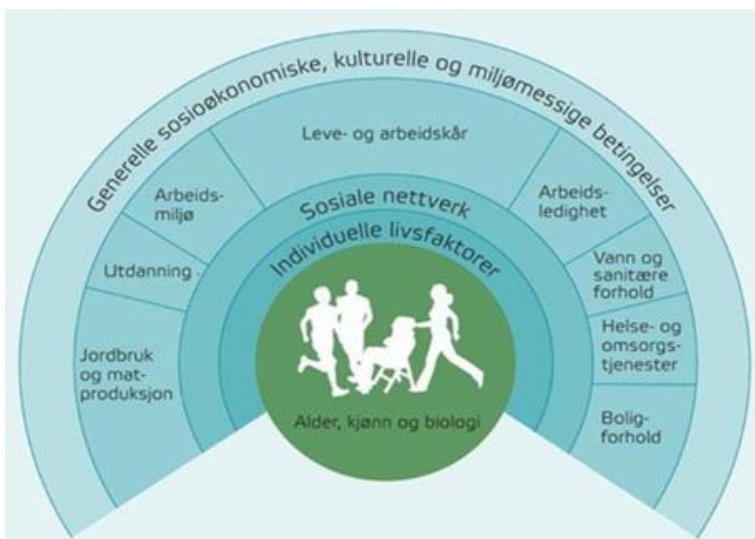 Generelle sosioøkonomiske, kulturelle og miljømessige betingelser
Leve- og arbeidskår
Arbeids-
miljø
Utdanning
Jordbruk
og mat-
produksjon
Arbeids-
ledighet
Vann og
sanitære
forhold
Helse- og
omsorgs-
tjenester
Bolig-
forhold
Sosiale nettverk
Individuelle livsfaktorer
Alder, kjønn og biologi